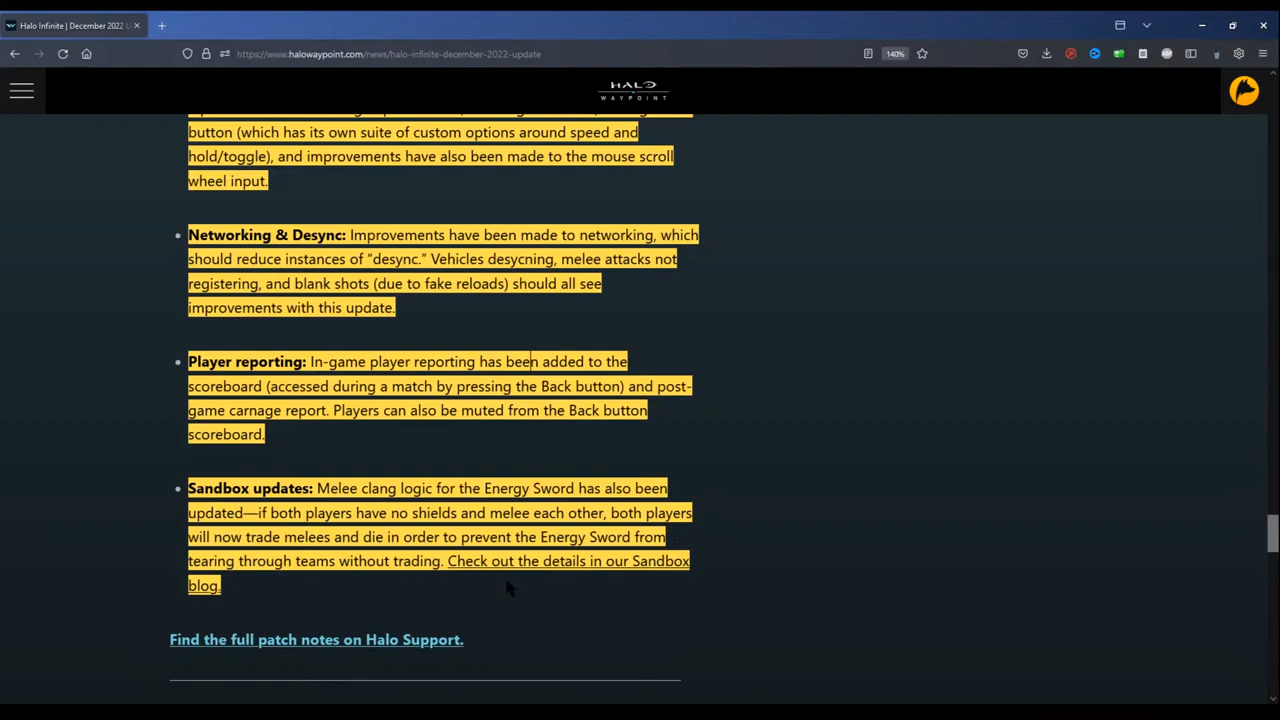 Halo Infinite | December 2022 U
https://www.halowaypoint.com/news/halo-infinite-december-2022-update
140%
HALO
WAYPOINT
button (which has its own suite of custom options around speed and
hold/toggle), and improvements have also been made to the mouse scroll
wheel input.
Networking & Desync: Improvements have been made to networking, which
should reduce instances of “desync.” Vehicles desycning, melee attacks not
registering, and blank shots (due to fake reloads) should all see
improvements with this update.
Player reporting: In-game player reporting has been added to the
scoreboard (accessed during a match by pressing the Back button) and post-
game carnage report. Players can also be muted from the Back button
scoreboard.
Sandbox updates: Melee clang logic for the Energy Sword has also been
updated—if both players have no shields and melee each other, both players
will now trade melees and die in order to prevent the Energy Sword from
tearing through teams without trading. Check out the details in our Sandbox
blog.
Find the full patch notes on Halo Support.